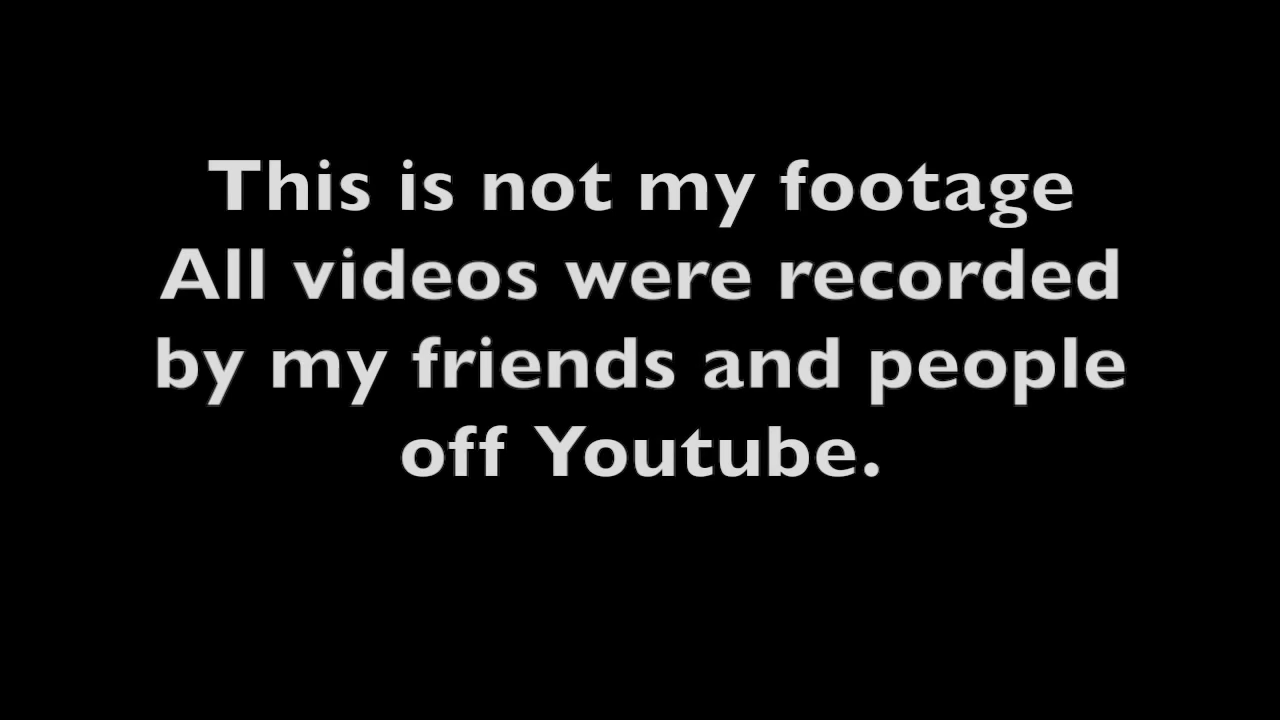 This is not my footage
All videos were recorded
by my friends and people
off Youtube.